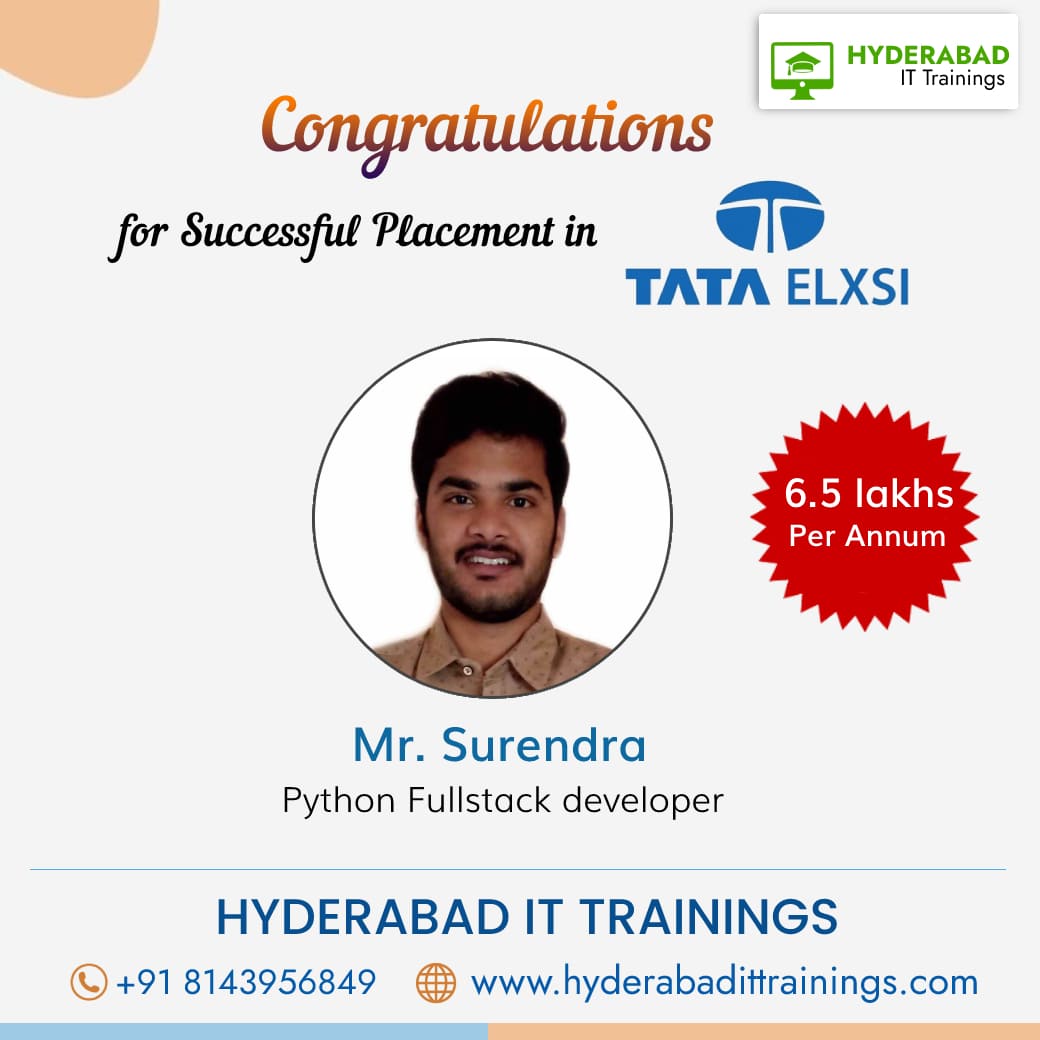 HYDERABAD
IT Trainings
Congratulations
for Successful Placement in
TATA ELXSI
6.5 lakhs
Per Annum
Mr. Surendra
Python Fullstack developer
HYDERABAD IT TRAININGS
+91 8143956849 www.hyderabadittrainings.com